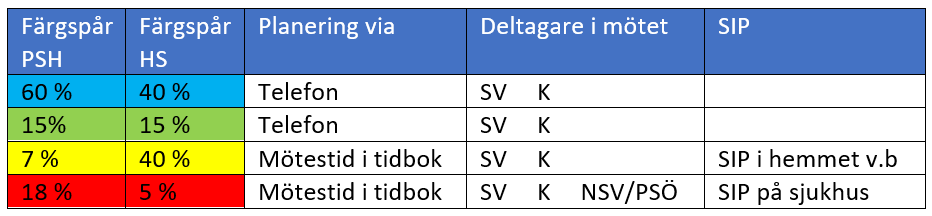 Färgspår PSH Färgspår HS Planering via Deltagare i mötet SIP
60 % 40 % Telefon SV K
15% 15 % Telefon SV K
7 % 40 % Mötestid i tidbok SV K SIP i hemmet v.b
18 % 5 % Mötestid i tidbok SV K NSV/PSÖ SIP på sjukhus